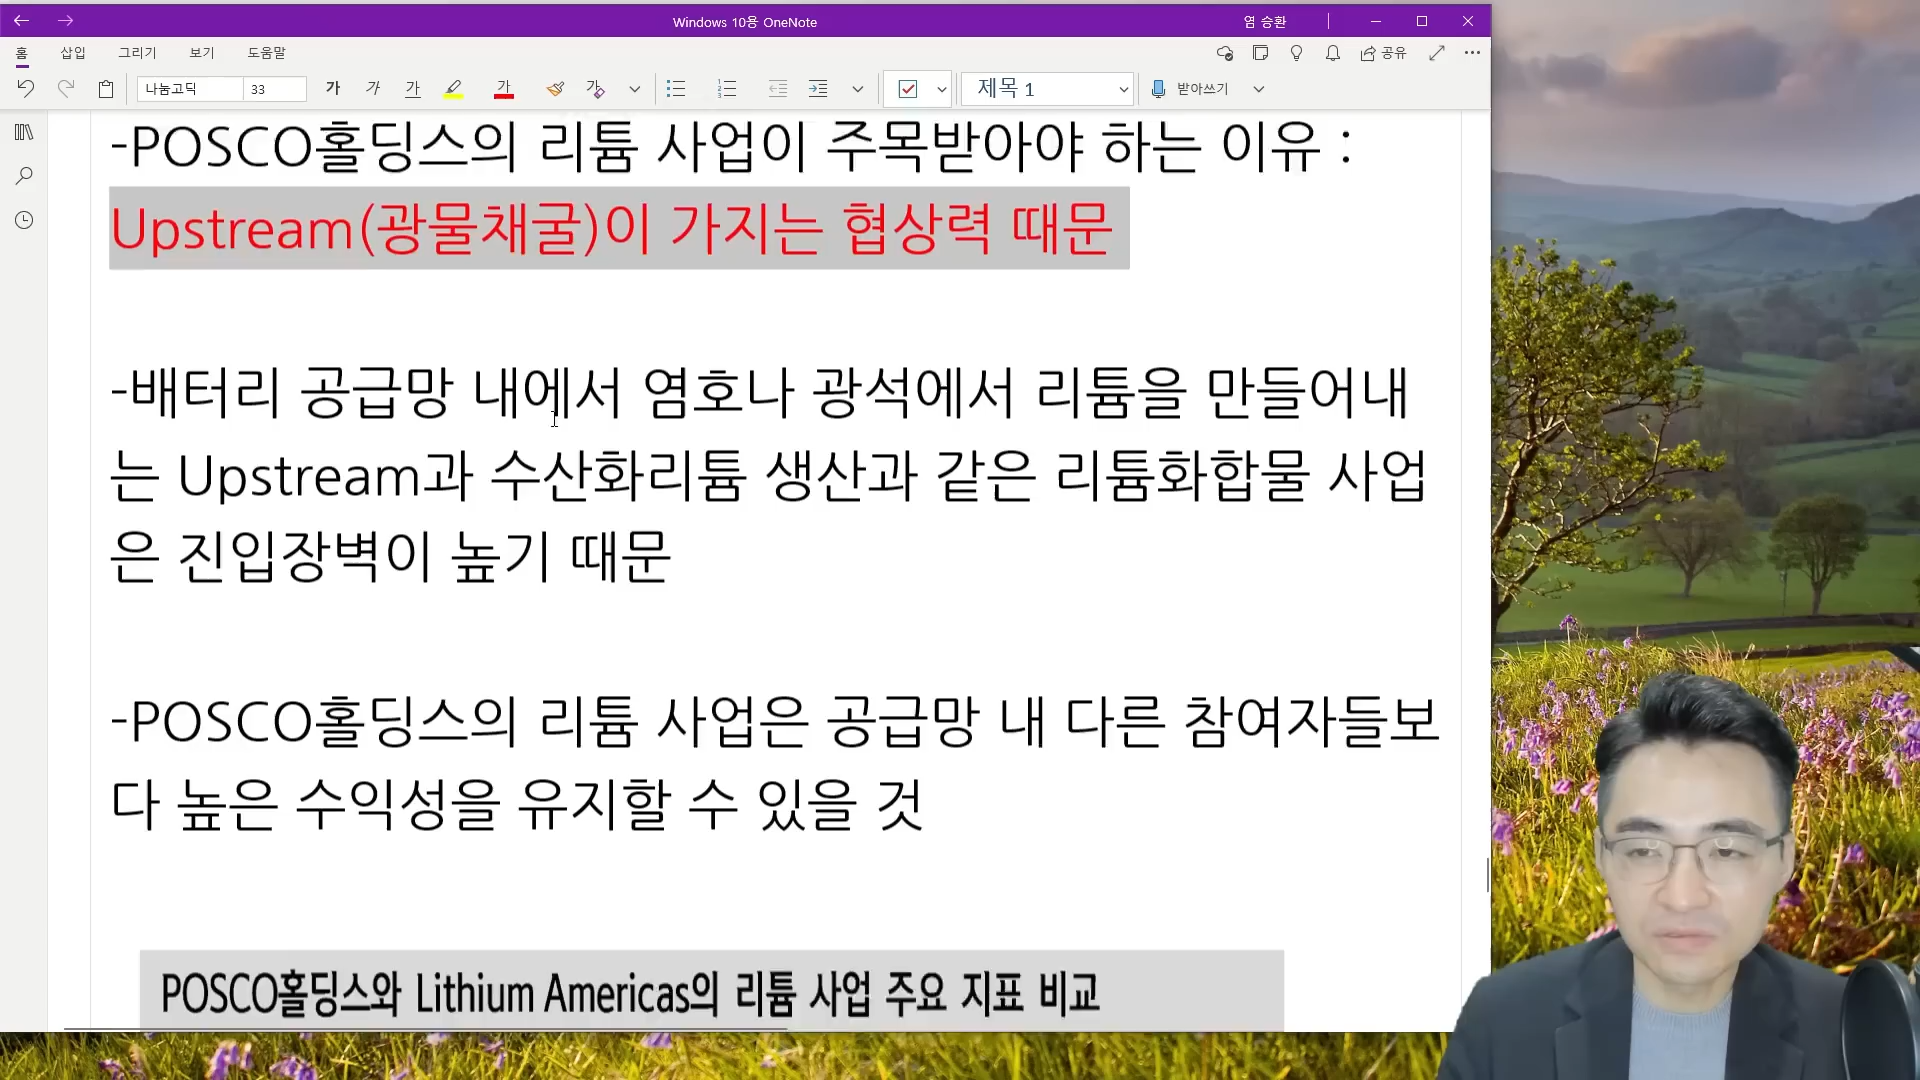 Windows 10용 OneNote
염 승환
홈 삽입 그리기 보기 도움말
공유
나눔고딕 33 가 가 가 가 가 제목 1 받아쓰기
-POSCO홀딩스의 리튬 사업이 주목받아야 하는 이유 :
Upstream(광물채굴)이 가지는 협상력 때문
-배터리 공급망 내에서 염호나 광석에서 리튬을 만들어내
는 Upstream과 수산화리튬 생산과 같은 리튬화합물 사업
은 진입장벽이 높기 때문
-POSCO홀딩스의 리튬 사업은 공급망 내 다른 참여자들보
다 높은 수익성을 유지할 수 있을 것
POSCO홀딩스와 Lithium Americas의 리튬 사업 주요 지표 비교